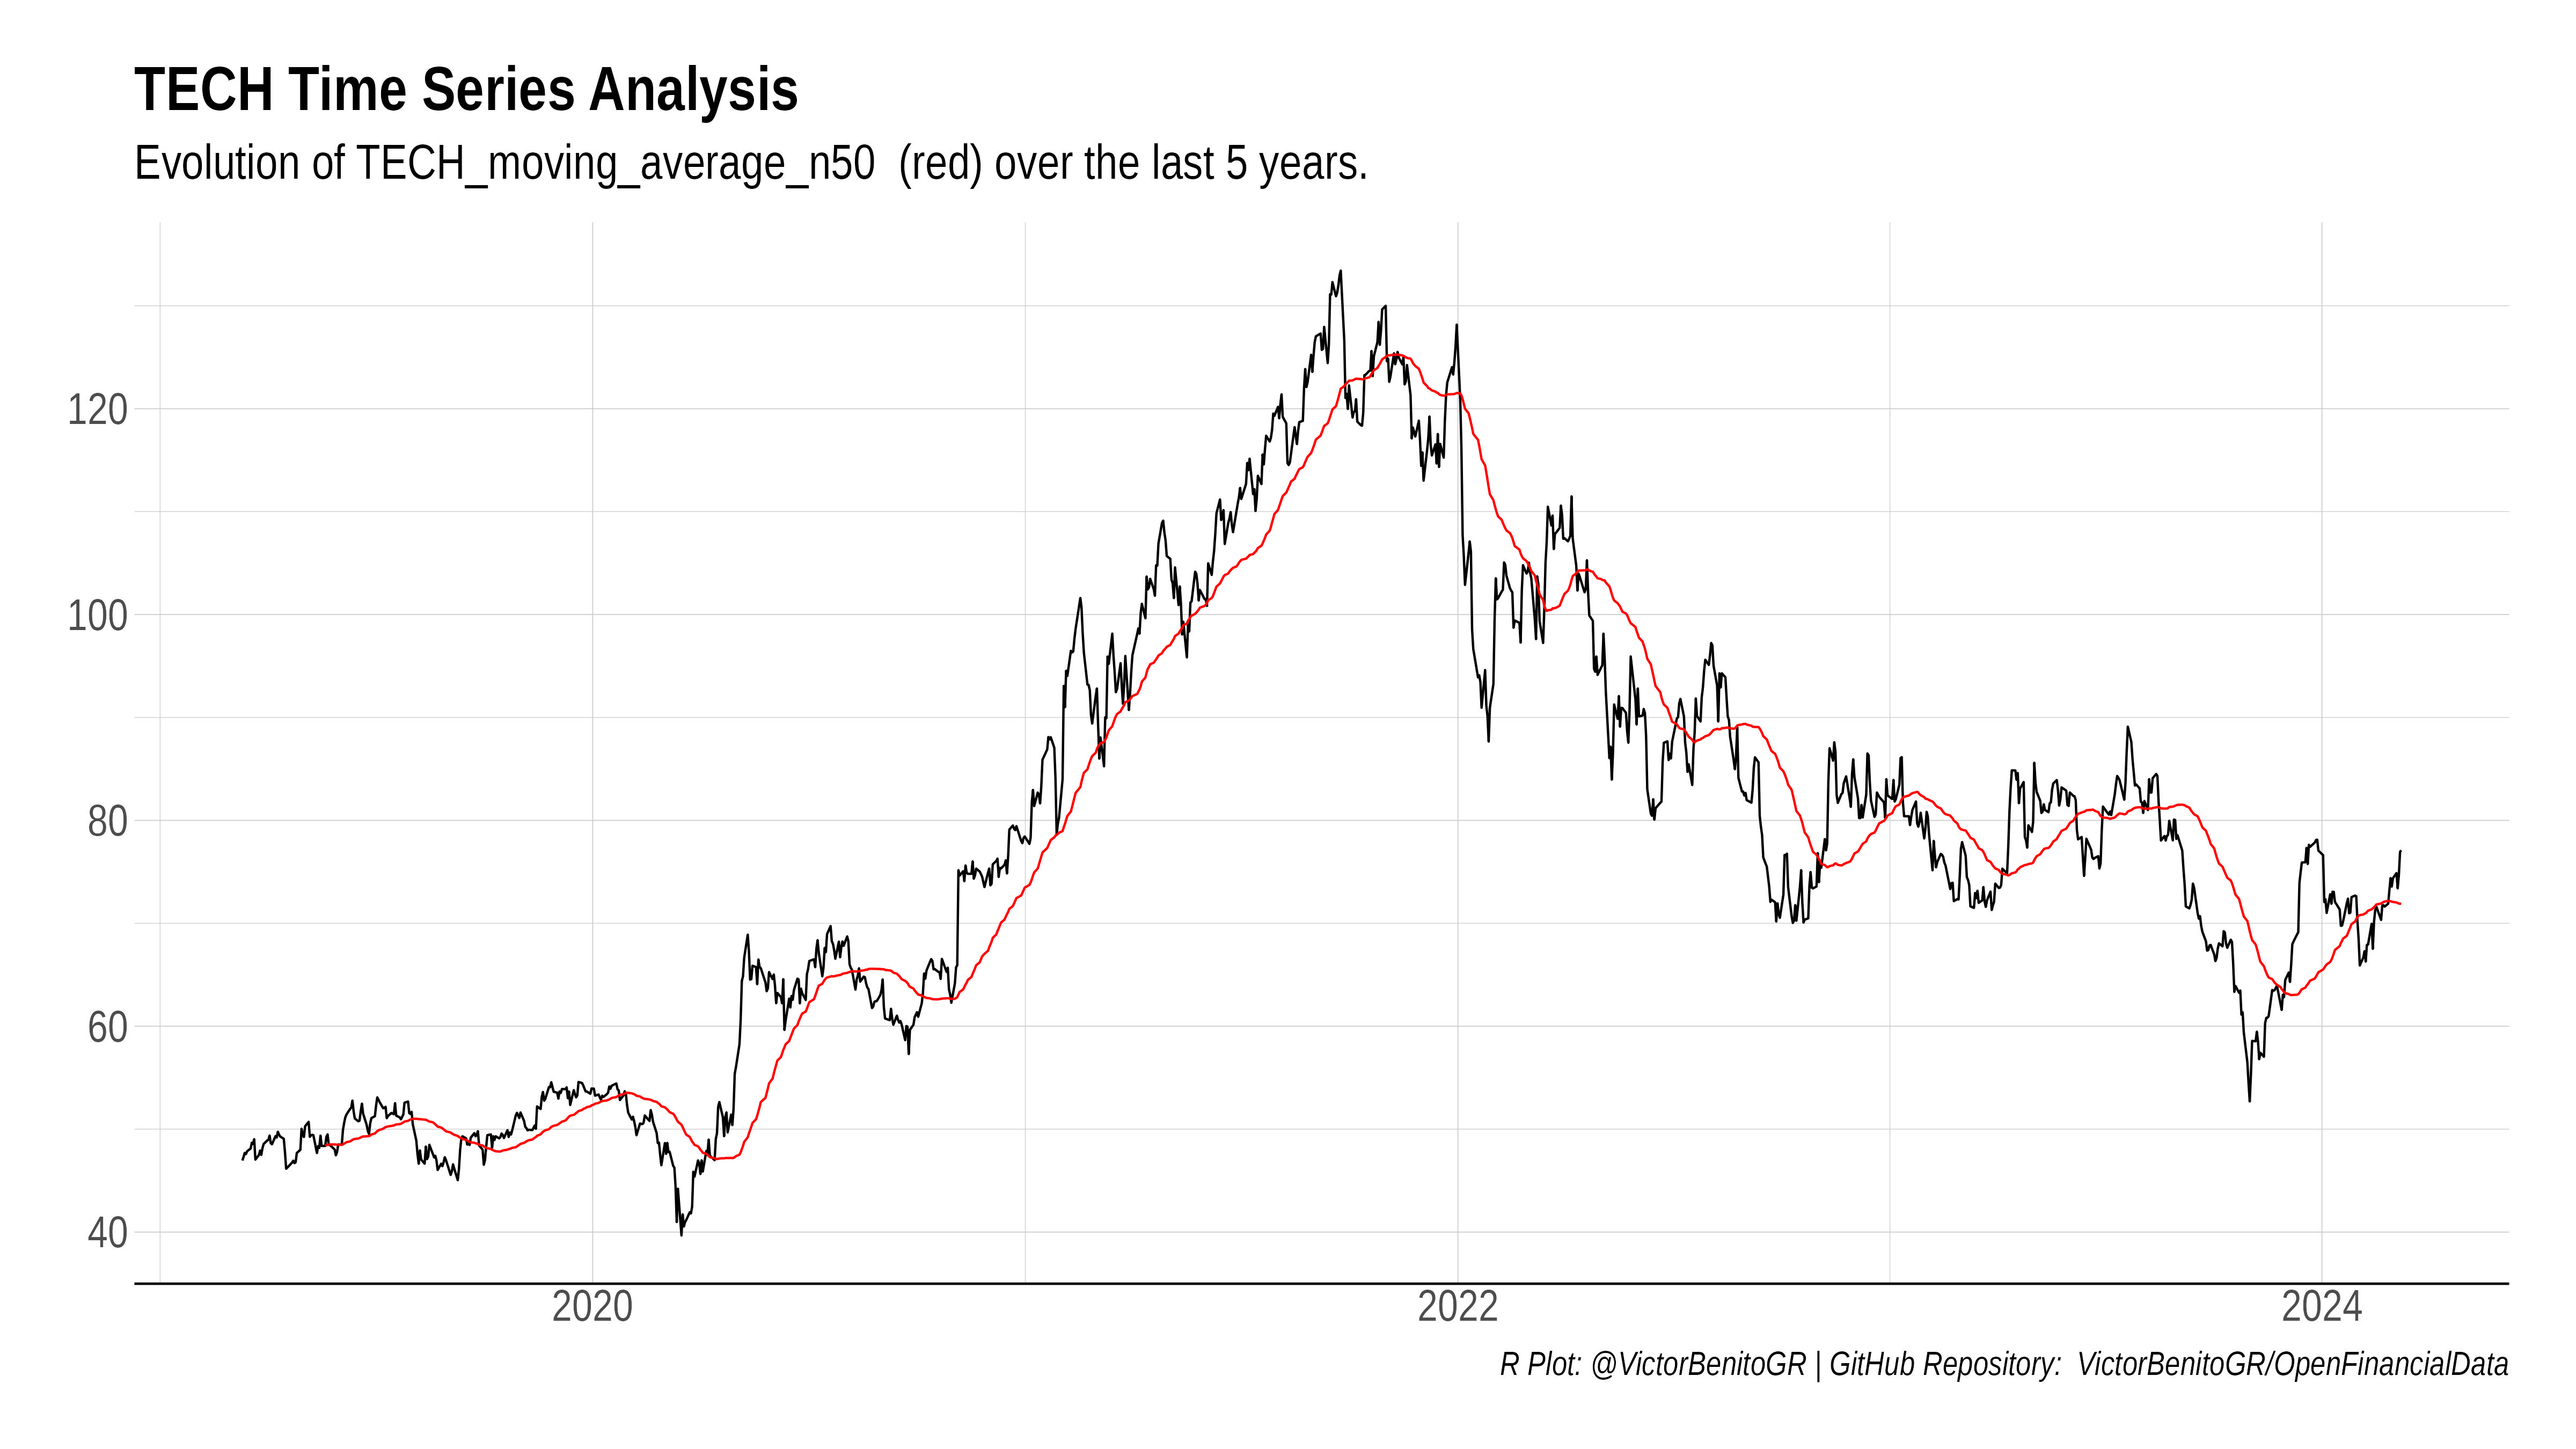 TECH Time Series Analysis
Evolution of TECH_moving_average_n50  (red) over the last 5 years.
120
100
80
60
40
2020 2022 2024
R Plot: @VictorBenitoGR | GitHub Repository:  VictorBenitoGR/OpenFinancialData